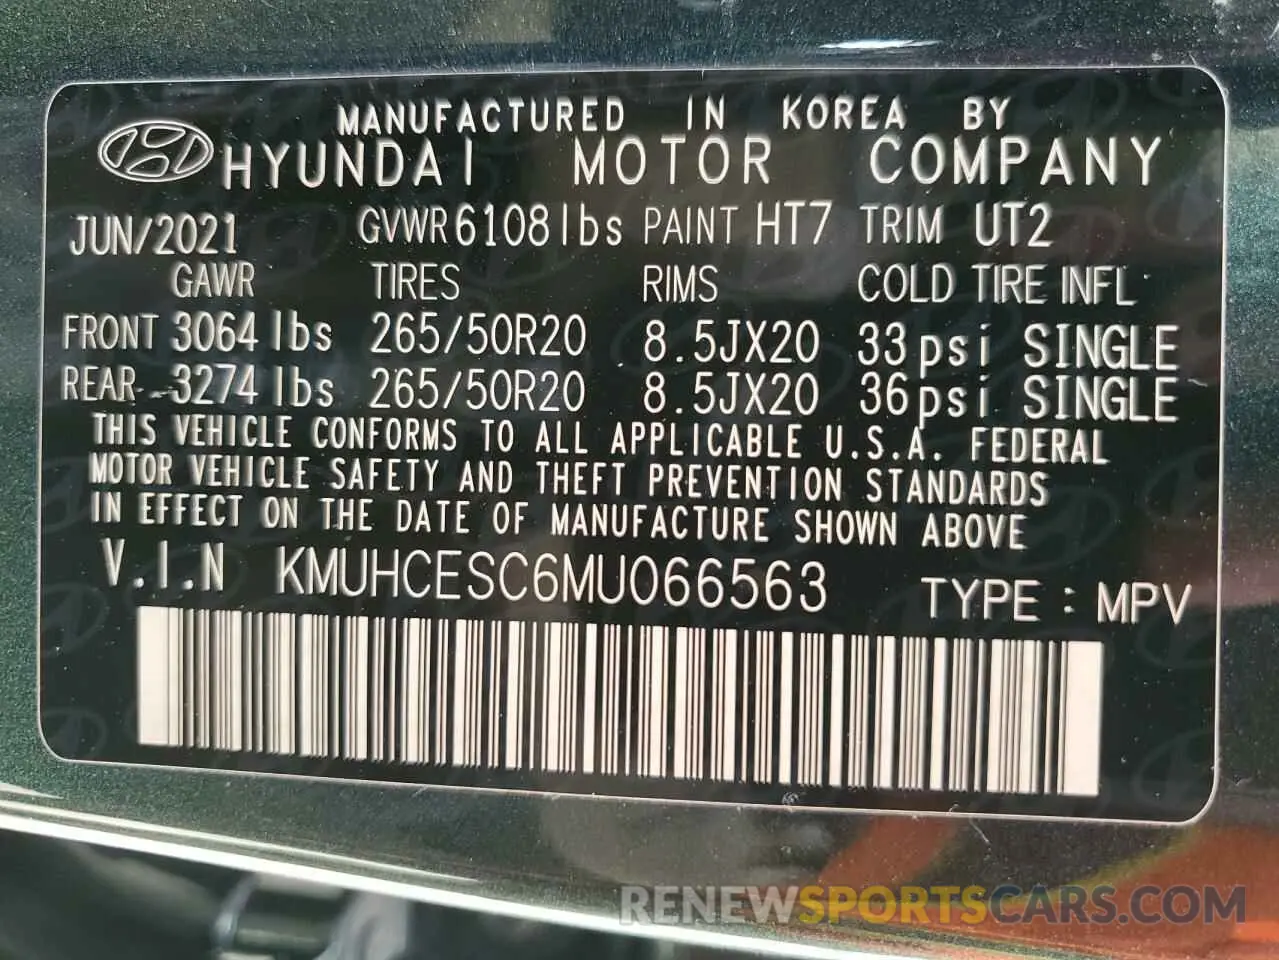 MANUFACTURED IN KOREA BY
HYUNDAI MOTOR COMPANY
JUN/2021 GVWR 6108lbs PAINT HT7 TRIM UT2
GAWR TIRES RIMS COLD TIRE INFL.
FRONT 3064 lbs 265/50R20 8.5JX20 33psi SINGLE
REAR 3274 lbs 265/50R20 8.5JX20 36psi SINGLE
THIS VEHICLE CONFORMS TO ALL APPLICABLE U.S.A. FEDERAL
MOTOR VEHICLE SAFETY AND THEFT PREVENTION STANDARDS
IN EFFECT ON THE DATE OF MANUFACTURE SHOWN ABOVE
V.I.N KMUHCESC6MU066563 TYPE : MPV
RENEWSPORTSCARS.COM